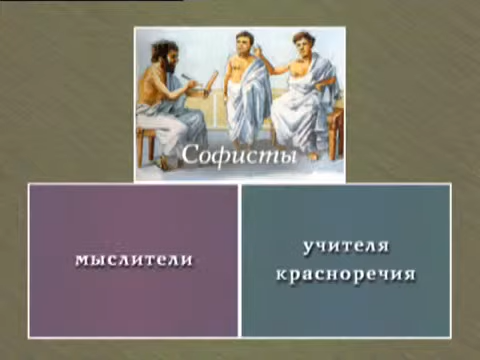 Софисты
мыслители
учителя
красноречия